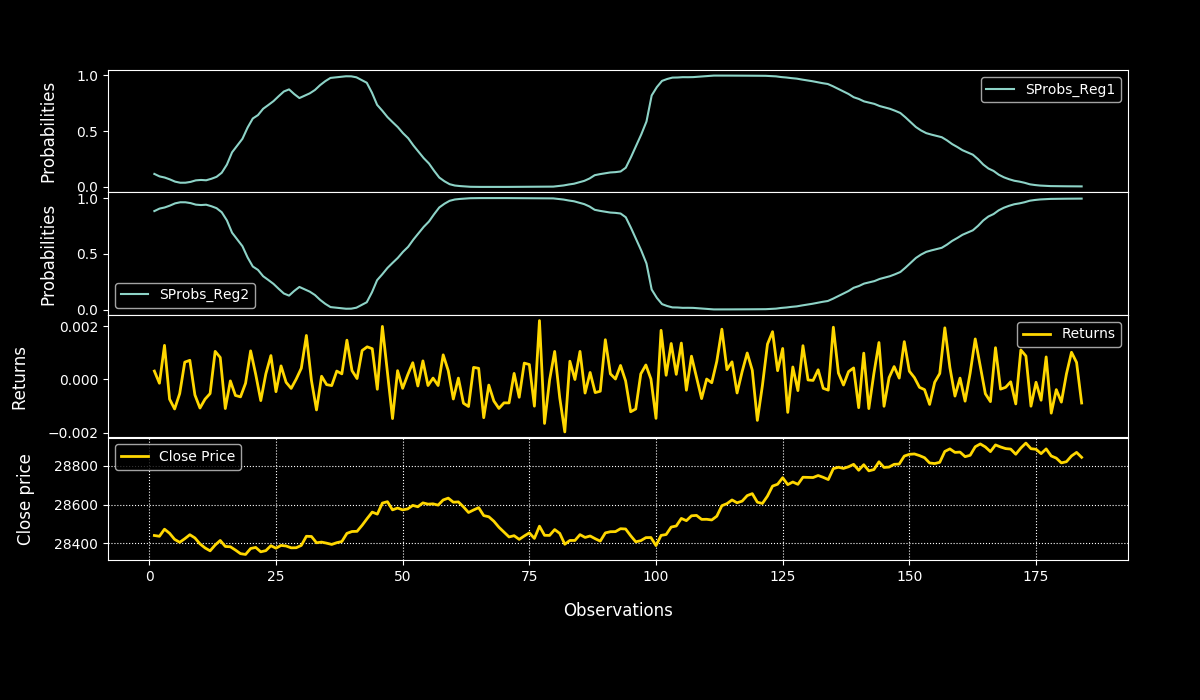 Probabilities
1.0
0.5
0.0
SProbs_Reg1
Probabilities
1.0
0.5
0.0
SProbs_Reg2
Returns
0.002
0.000
−0.002
Returns
Close price
28800
28600
28400
Close Price
0 25 50 75 100 125 150 175
Observations